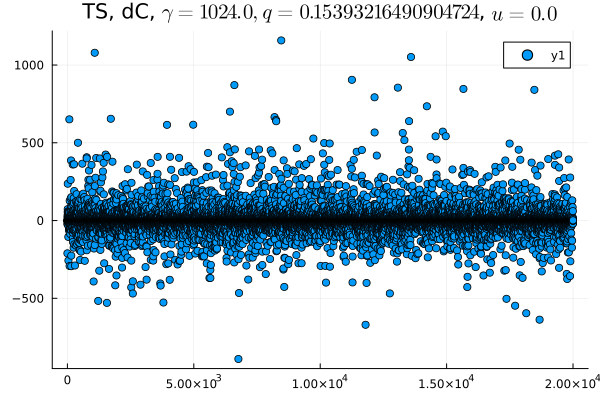 TS, dC, γ = 1024.0, q = 0.15393216490904724, u = 0.0
y1
1000
500
0
−500
0 5.00×10³ 1.00×10⁴ 1.50×10⁴ 2.00×10⁴